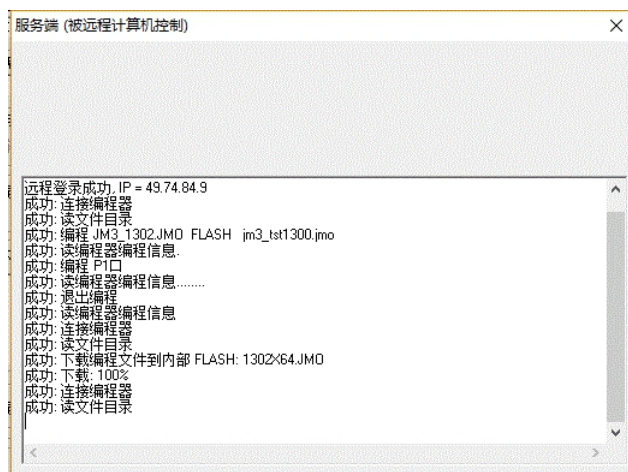 服务端 (被远程计算机控制)
远程登录成功, IP = 49.74.84.9
成功: 连接编程器
成功: 读文件目录
成功: 编程 JM3_1302.JMO  FLASH   jm3_tst1300.jmo
成功: 读编程器编程信息.
成功: 编程 P1口
成功: 读编程器编程信息........
成功: 退出编程
成功: 读编程器编程信息
成功: 连接编程器
成功: 读文件目录
成功: 下载编程文件到内部 FLASH: 1302X64.JMO
成功: 下载: 100%
成功: 连接编程器
成功: 读文件目录